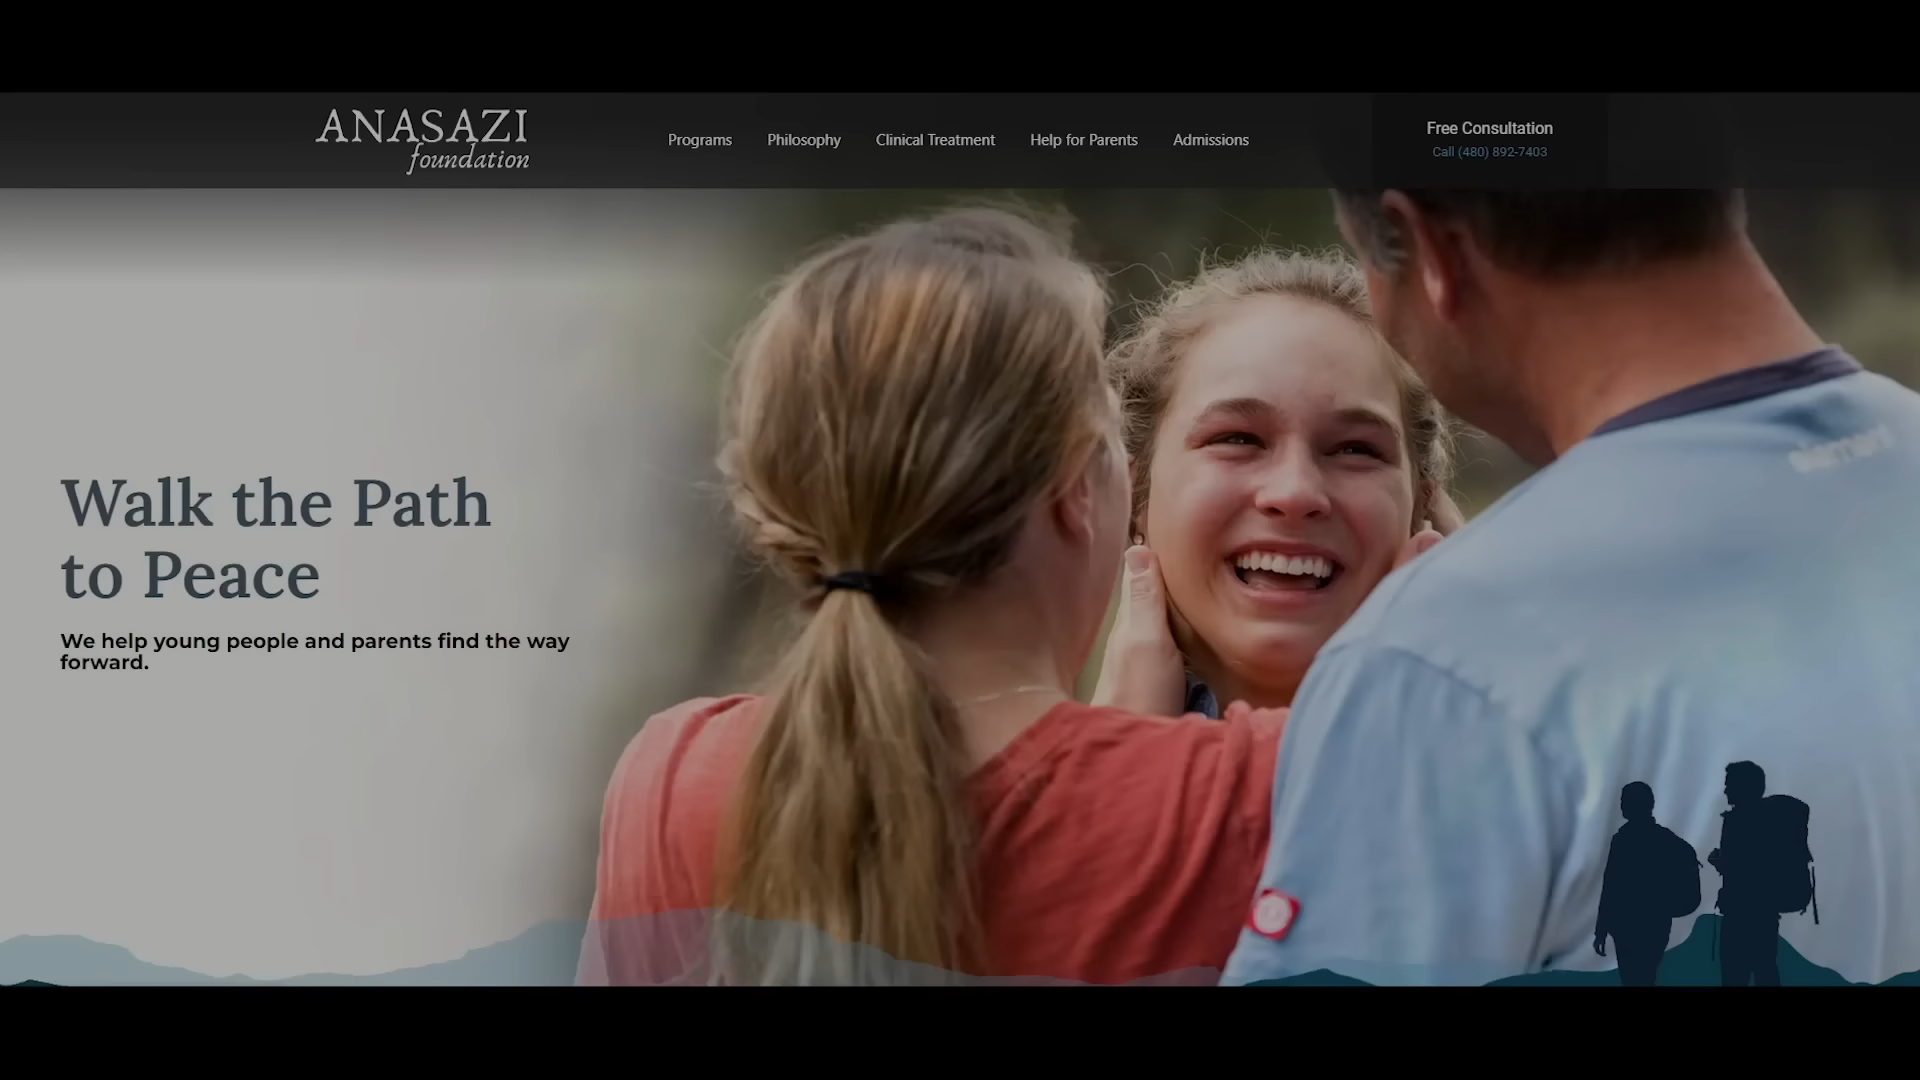 ANASAZI
foundation
Programs
Philosophy
Clinical Treatment
Help for Parents
Admissions
Free Consultation
Call (480) 892-7403
Walk the Path
to Peace
We help young people and parents find the way
forward.